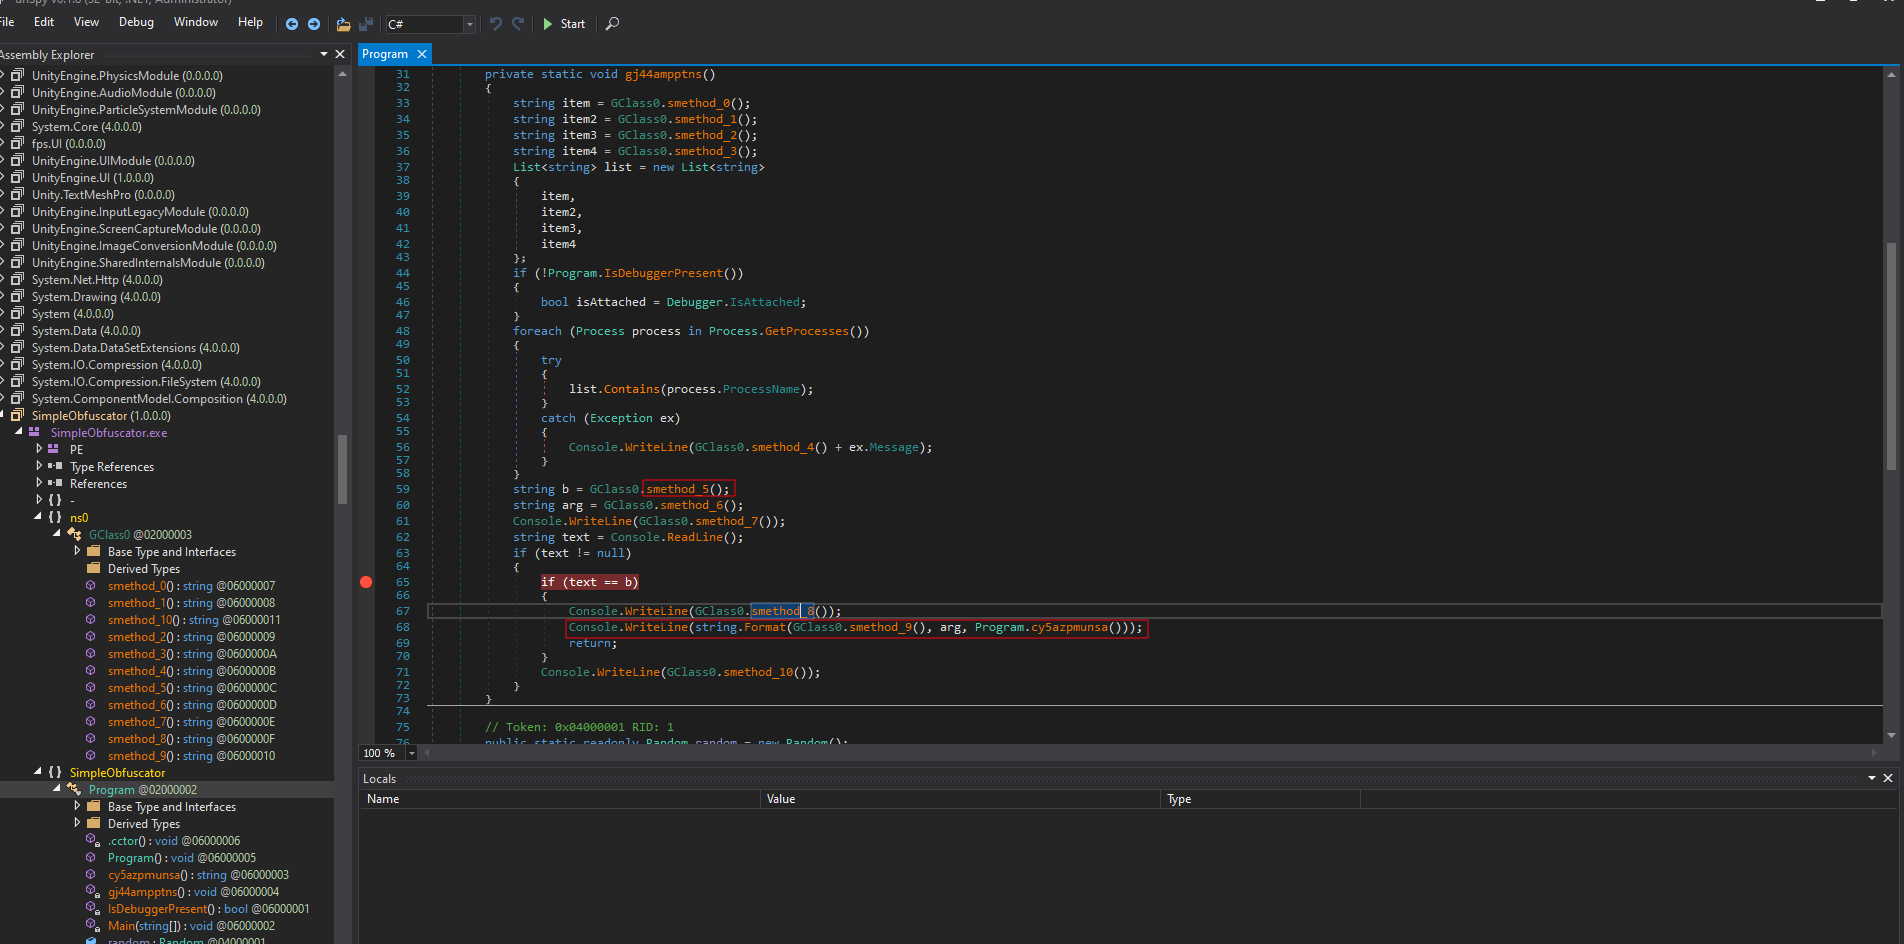 File Edit View Debug Window Help C# Start
Assembly Explorer
UnityEngine.PhysicsModule (0.0.0.0)
UnityEngine.AudioModule (0.0.0.0)
UnityEngine.ParticleSystemModule (0.0.0.0)
System.Core (4.0.0.0)
fps.UI (0.0.0.0)
UnityEngine.UIModule (0.0.0.0)
UnityEngine.UI (1.0.0.0)
Unity.TextMeshPro (0.0.0.0)
UnityEngine.InputLegacyModule (0.0.0.0)
UnityEngine.ScreenCaptureModule (0.0.0.0)
UnityEngine.ImageConversionModule (0.0.0.0)
UnityEngine.SharedInternalsModule (0.0.0.0)
System.Net.Http (4.0.0.0)
System.Drawing (4.0.0.0)
System (4.0.0.0)
System.Data (4.0.0.0)
System.Data.DataSetExtensions (4.0.0.0)
System.IO.Compression (4.0.0.0)
System.IO.Compression.FileSystem (4.0.0.0)
System.ComponentModel.Composition (4.0.0.0)
SimpleObfuscator (1.0.0.0)
SimpleObfuscator.exe
PE
Type References
References
{ } -
{ } ns0
GClass0 @02000003
Base Type and Interfaces
Derived Types
smethod_0() : string @06000007
smethod_1() : string @06000008
smethod_10() : string @06000011
smethod_2() : string @06000009
smethod_3() : string @0600000A
smethod_4() : string @0600000B
smethod_5() : string @0600000C
smethod_6() : string @0600000D
smethod_7() : string @0600000E
smethod_8() : string @0600000F
smethod_9() : string @06000010
{ } SimpleObfuscator
Program @02000002
Base Type and Interfaces
Derived Types
.cctor() : void @06000006
Program() : void @06000005
cy5azpmunsa() : string @06000003
gj44ampptns() : void @06000004
IsDebuggerPresent() : bool @06000001
Main(string[]) : void @06000002
random : Random @04000001
Program
31 private static void gj44ampptns()
32 {
33 string item = GClass0.smethod_0();
34 string item2 = GClass0.smethod_1();
35 string item3 = GClass0.smethod_2();
36 string item4 = GClass0.smethod_3();
37 List<string> list = new List<string>
38 {
39 item,
40 item2,
41 item3,
42 item4
43 };
44 if (!Program.IsDebuggerPresent())
45 {
46 bool isAttached = Debugger.IsAttached;
47 }
48 foreach (Process process in Process.GetProcesses())
49 {
50 try
51 {
52 list.Contains(process.ProcessName);
53 }
54 catch (Exception ex)
55 {
56 Console.WriteLine(GClass0.smethod_4() + ex.Message);
57 }
58 }
59 string b = GClass0.smethod_5();
60 string arg = GClass0.smethod_6();
61 Console.WriteLine(GClass0.smethod_7());
62 string text = Console.ReadLine();
63 if (text != null)
64 {
65 if (text == b)
66 {
67 Console.WriteLine(GClass0.smethod_8());
68 Console.WriteLine(string.Format(GClass0.smethod_9(), arg, Program.cy5azpmunsa()));
69 return;
70 }
71 Console.WriteLine(GClass0.smethod_10());
72 }
73 }
74
75 // Token: 0x04000001 RID: 1
76 public static readonly Random random = new Random();
100 %
Locals
Name Value Type